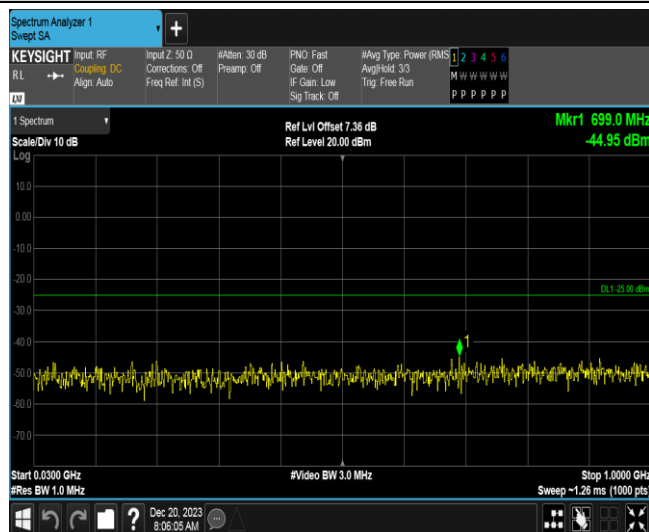 Spectrum Analyzer 1
Swept SA
+
KEYSIGHT
RL
LXI
Input: RF
Coupling: DC
Align: Auto
Input Z: 50 Ω
Corrections: Off
Freq Ref: Int (S)
#Atten: 30 dB
Preamp: Off
PNO: Fast
Gate: Off
IF Gain: Low
Sig Track: Off
#Avg Type: Power (RMS
Avg|Hold: 3/3
Trig: Free Run
1 2 3 4 5 6
M W W W W W
P P P P P P
1 Spectrum
Scale/Div 10 dB
Log
Ref Lvl Offset 7.36 dB
Ref Level 20.00 dBm
Mkr1 699.0 MHz
-44.95 dBm
10.0
0.00
-10.0
-20.0
DL1 -25.00 dBm
-30.0
-40.0
1
-50.0
-60.0
-70.0
Start 0.0300 GHz
#Video BW 3.0 MHz
Stop 1.0000 GHz
#Res BW 1.0 MHz
Sweep ~1.26 ms (1000 pts)
?
Dec 20, 2023
8:06:05 AM